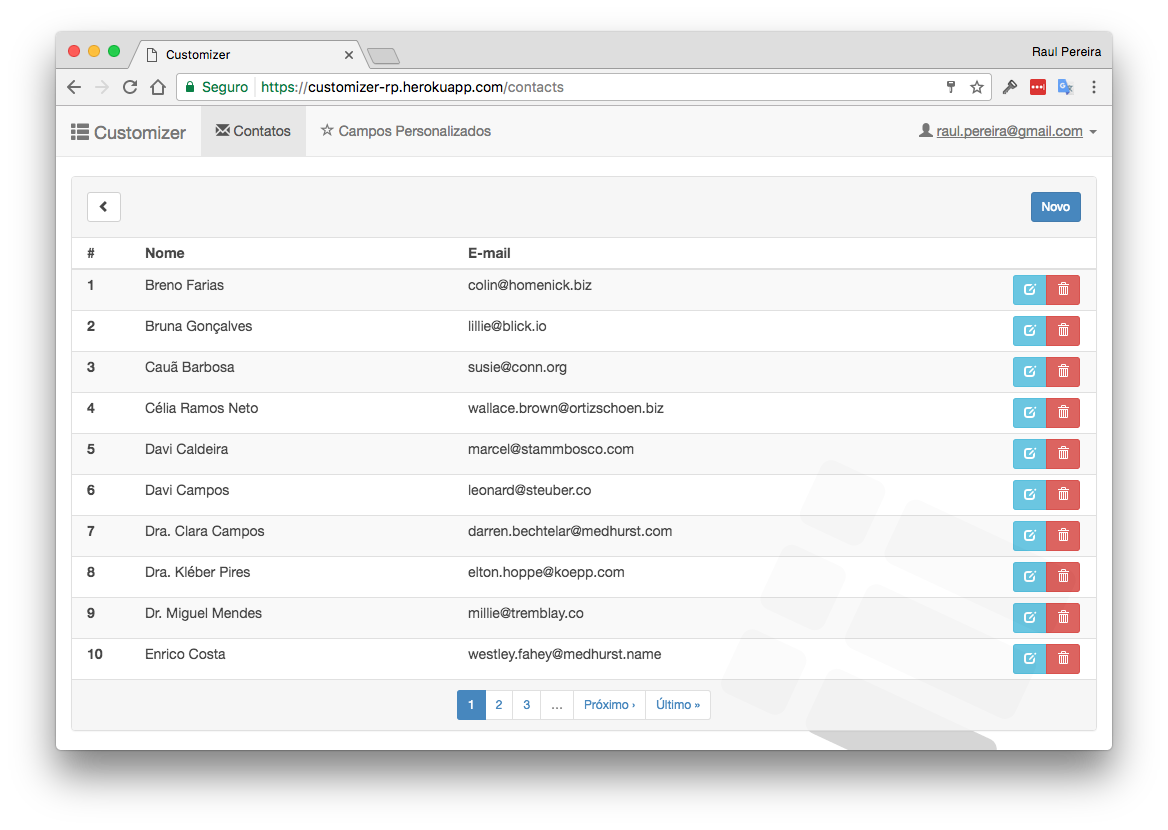 Customizer
Raul Pereira
Seguro https://customizer-rp.herokuapp.com/contacts
Customizer Contatos Campos Personalizados raul.pereira@gmail.com
Novo
# Nome E-mail
1 Breno Farias colin@homenick.biz
2 Bruna Gonçalves lillie@blick.io
3 Cauã Barbosa susie@conn.org
4 Célia Ramos Neto wallace.brown@ortizschoen.biz
5 Davi Caldeira marcel@stammbosco.com
6 Davi Campos leonard@steuber.co
7 Dra. Clara Campos darren.bechtelar@medhurst.com
8 Dra. Kléber Pires elton.hoppe@koepp.com
9 Dr. Miguel Mendes millie@tremblay.co
10 Enrico Costa westley.fahey@medhurst.name
1 2 3 … Próximo › Último »